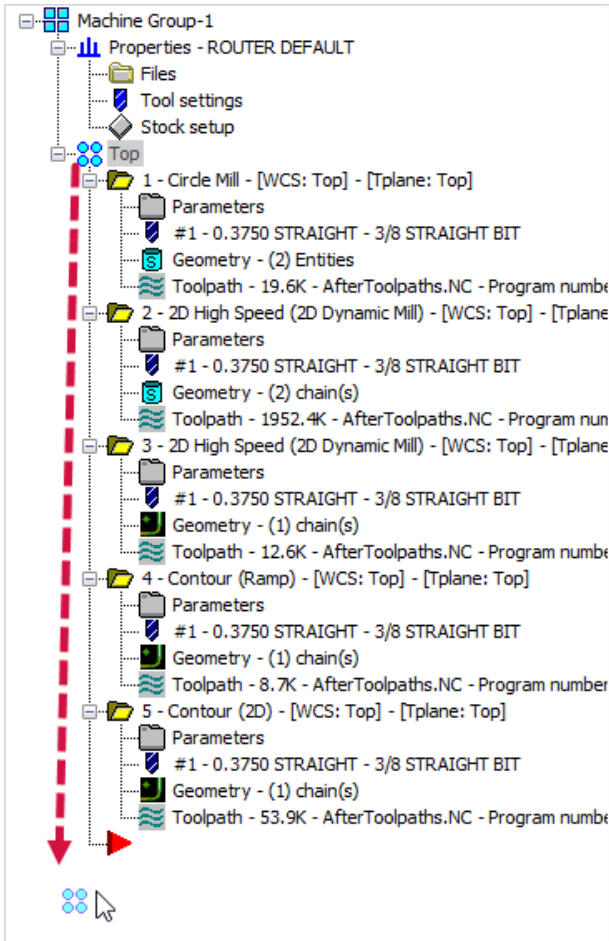 Machine Group-1
Properties - ROUTER DEFAULT
Files
Tool settings
Stock setup
Top
1 - Circle Mill - [WCS: Top] - [Tplane: Top]
Parameters
#1 - 0.3750 STRAIGHT - 3/8 STRAIGHT BIT
Geometry - (2) Entities
Toolpath - 19.6K - AfterToolpaths.NC - Program number
2 - 2D High Speed (2D Dynamic Mill) - [WCS: Top] - [Tplane
Parameters
#1 - 0.3750 STRAIGHT - 3/8 STRAIGHT BIT
Geometry - (2) chain(s)
Toolpath - 1952.4K - AfterToolpaths.NC - Program num
3 - 2D High Speed (2D Dynamic Mill) - [WCS: Top] - [Tplane
Parameters
#1 - 0.3750 STRAIGHT - 3/8 STRAIGHT BIT
Geometry - (1) chain(s)
Toolpath - 12.6K - AfterToolpaths.NC - Program numbe
4 - Contour (Ramp) - [WCS: Top] - [Tplane: Top]
Parameters
#1 - 0.3750 STRAIGHT - 3/8 STRAIGHT BIT
Geometry - (1) chain(s)
Toolpath - 8.7K - AfterToolpaths.NC - Program number
5 - Contour (2D) - [WCS: Top] - [Tplane: Top]
Parameters
#1 - 0.3750 STRAIGHT - 3/8 STRAIGHT BIT
Geometry - (1) chain(s)
Toolpath - 53.9K - AfterToolpaths.NC - Program numbe